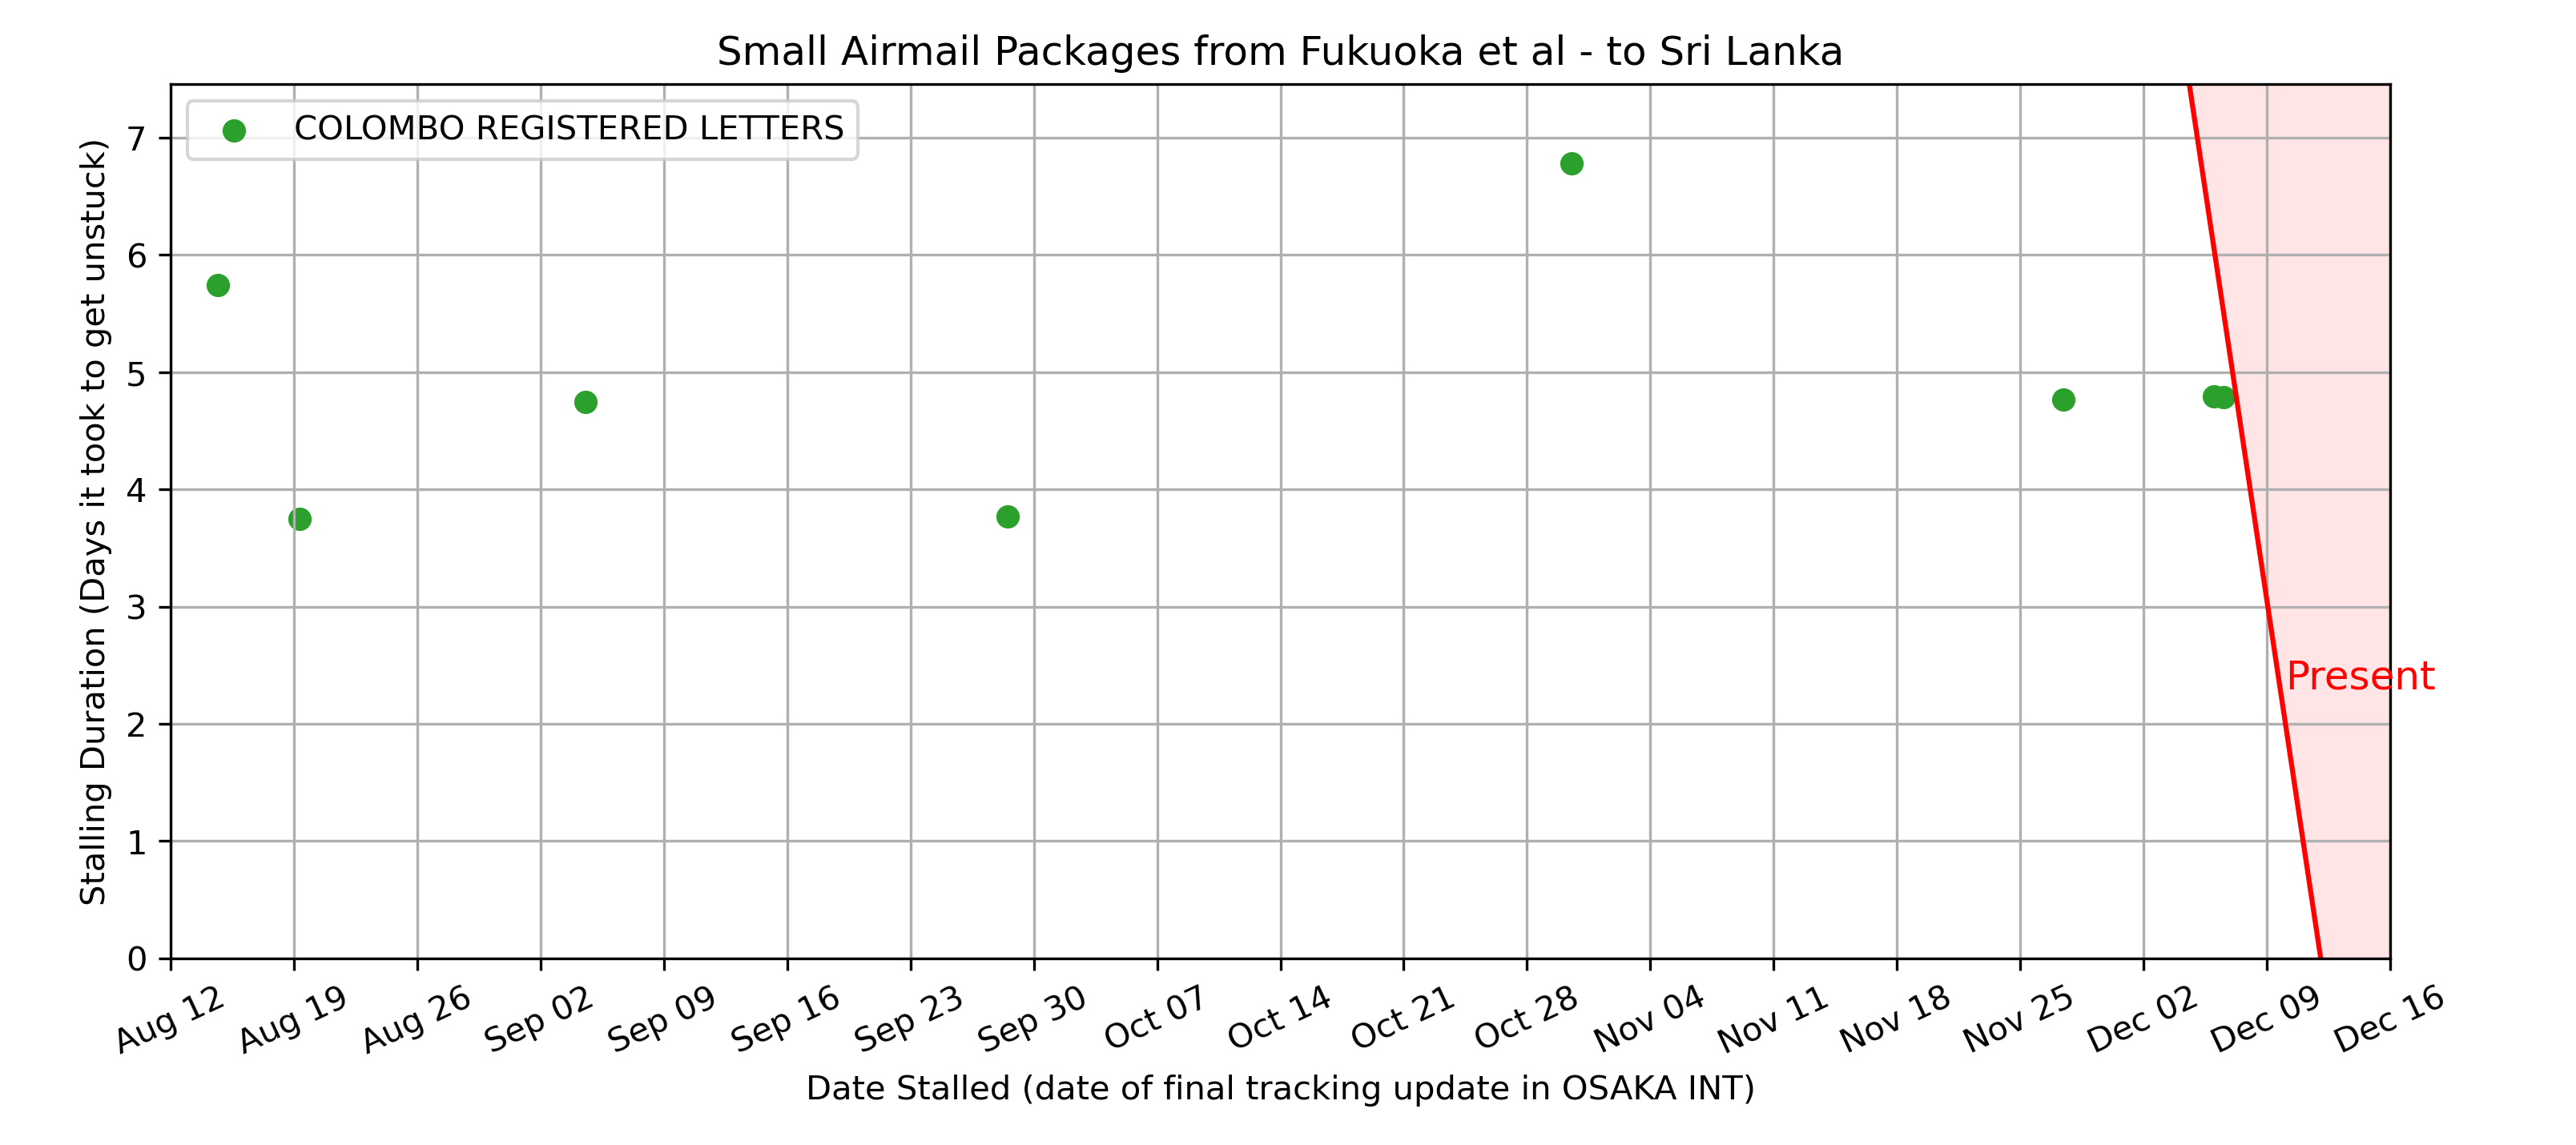 Small Airmail Packages from Fukuoka et al - to Sri Lanka
COLOMBO REGISTERED LETTERS
Stalling Duration (Days it took to get unstuck)
7
6
5
4
3
2
1
0
Present
Aug 12
Aug 19
Aug 26
Sep 02
Sep 09
Sep 16
Sep 23
Sep 30
Oct 07
Oct 14
Oct 21
Oct 28
Nov 04
Nov 11
Nov 18
Nov 25
Dec 02
Dec 09
Dec 16
Date Stalled (date of final tracking update in OSAKA INT)